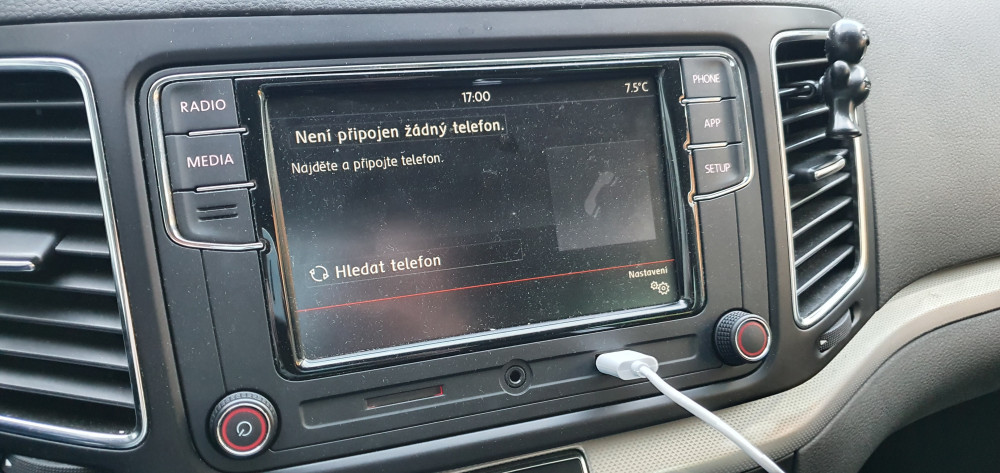 RADIO
MEDIA
17:00
7.5°C
Není připojen žádný telefon.
Najděte a připojte telefon.
Hledat telefon
Nastavení
PHONE
APP
SETUP